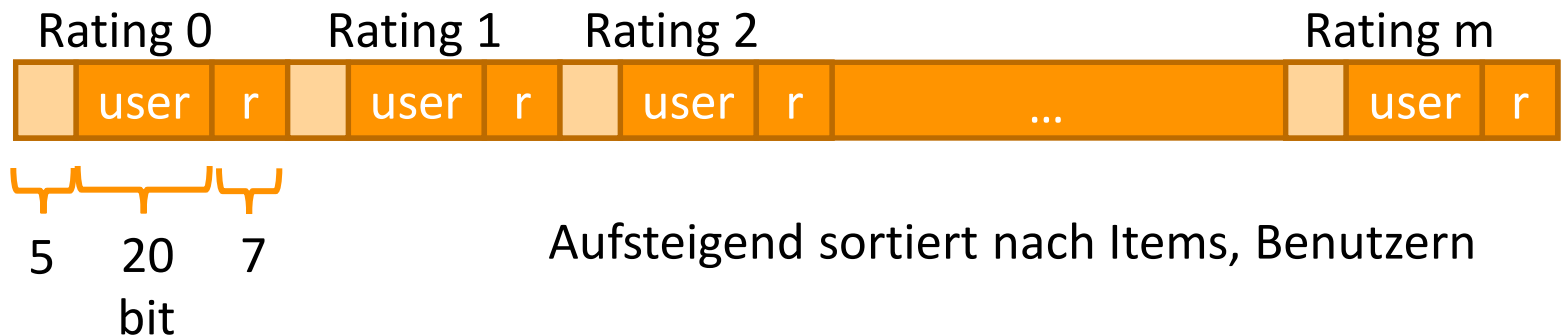 Rating 0 Rating 1 Rating 2 Rating m
user r user r user r ... user r
5 20 7 Aufsteigend sortiert nach Items, Benutzern
bit